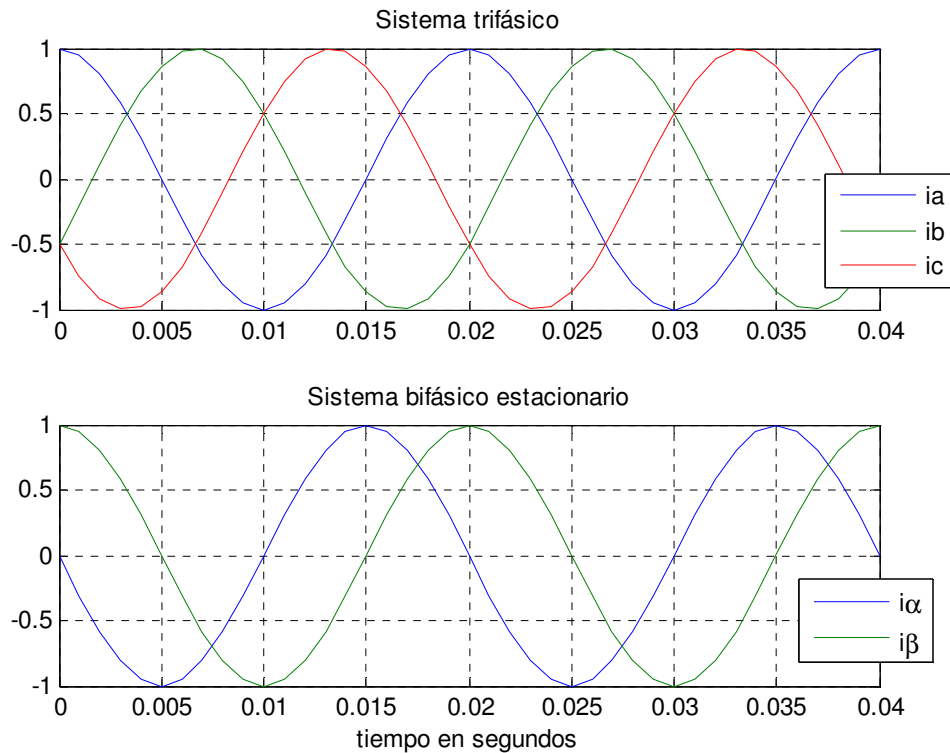 Sistema trifásico
1
0.5
0
-0.5
-1
0 0.005 0.01 0.015 0.02 0.025 0.03 0.035 0.04
ia
ib
ic
Sistema bifásico estacionario
1
0.5
0
-0.5
-1
0 0.005 0.01 0.015 0.02 0.025 0.03 0.035 0.04
iα
iβ
tiempo en segundos